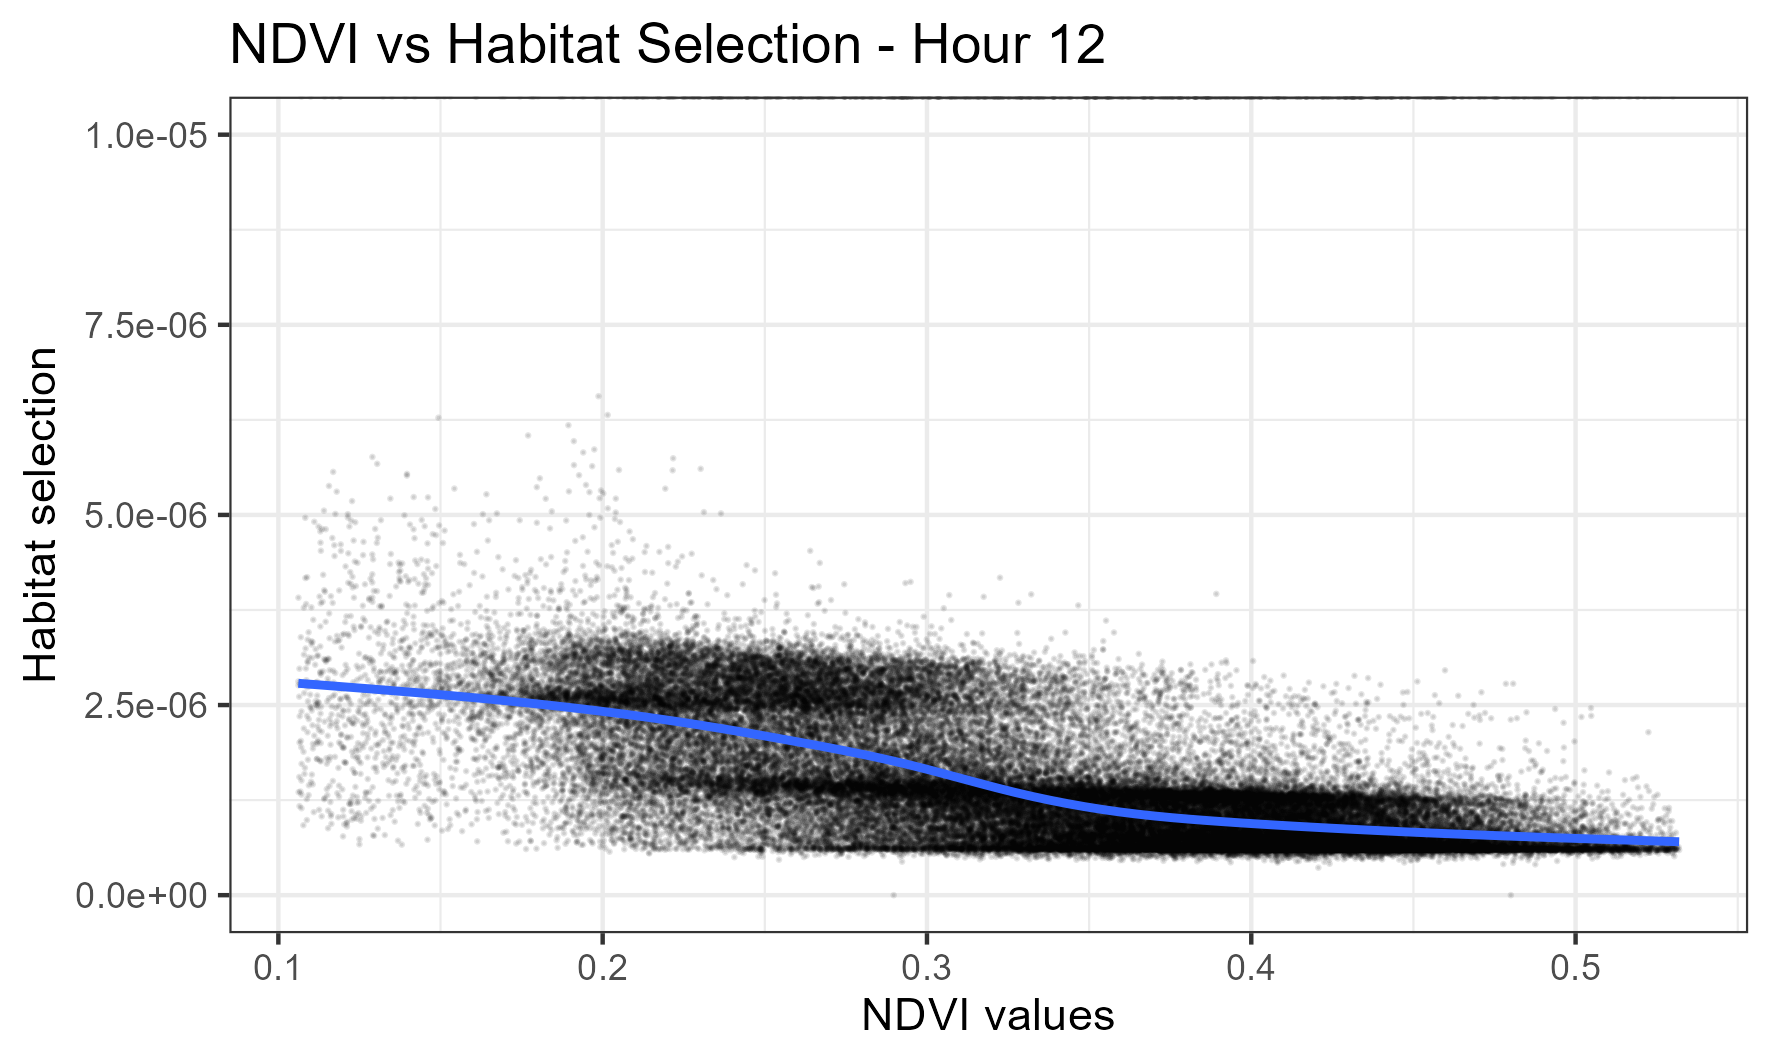 NDVI vs Habitat Selection - Hour 12
1.0e-05
7.5e-06
5.0e-06
2.5e-06
0.0e+00
Habitat selection
0.1 0.2 0.3 0.4 0.5
NDVI values